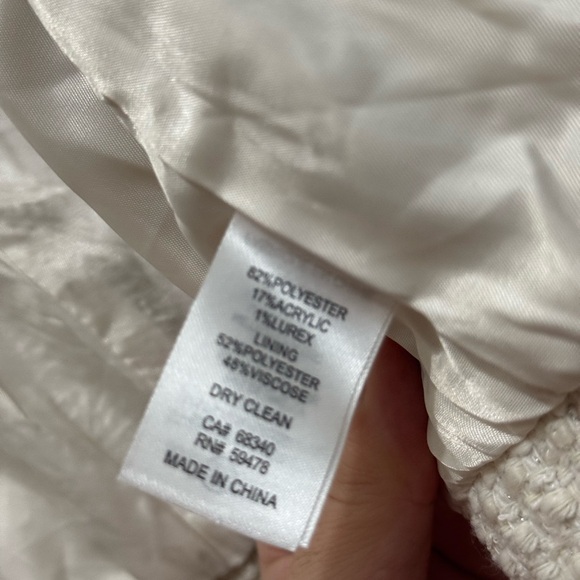 82%POLYESTER
17%ACRYLIC
1%LUREX
LINING
52%POLYESTER
48%VISCOSE
DRY CLEAN
CA# 68340
RN# 59478
MADE IN CHINA